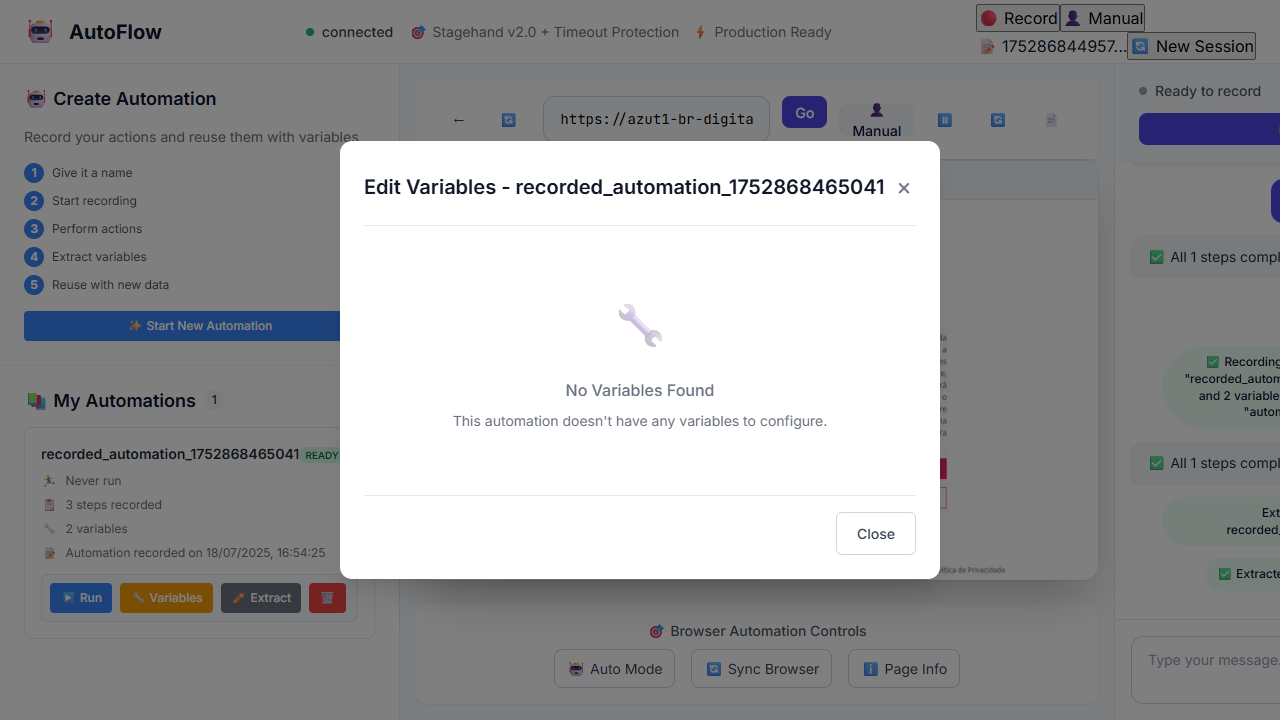 AutoFlow
connected
Stagehand v2.0 + Timeout Protection
Production Ready
Record
Manual
175286844957...
New Session
Create Automation
Record your actions and reuse them with variables
1 Give it a name
2 Start recording
3 Perform actions
4 Extract variables
5 Reuse with new data
Start New Automation
My Automations 1
recorded_automation_1752868465041 READY
Never run
3 steps recorded
2 variables
Automation recorded on 18/07/2025, 16:54:25
Run
Variables
Extract
←
https://azut1-br-digita
Go
Manual
Edit Variables - recorded_automation_1752868465041 ×
No Variables Found
This automation doesn't have any variables to configure.
Close
lítica de Privacidade
Browser Automation Controls
Auto Mode
Sync Browser
Page Info
Ready to record
All 1 steps compl
Recording
"recorded_autom
and 2 variable
"autom
All 1 steps compl
Ext
recorded_
Extracte
Type your message.